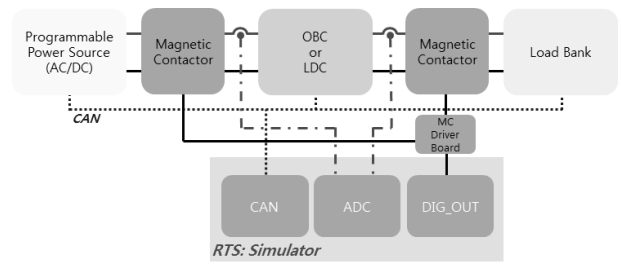 Programmable
Power Source
(AC/DC)
Magnetic
Contactor
OBC
or
LDC
Magnetic
Contactor
Load Bank
CAN
MC
Driver
Board
CAN
ADC
DIG_OUT
RTS: Simulator